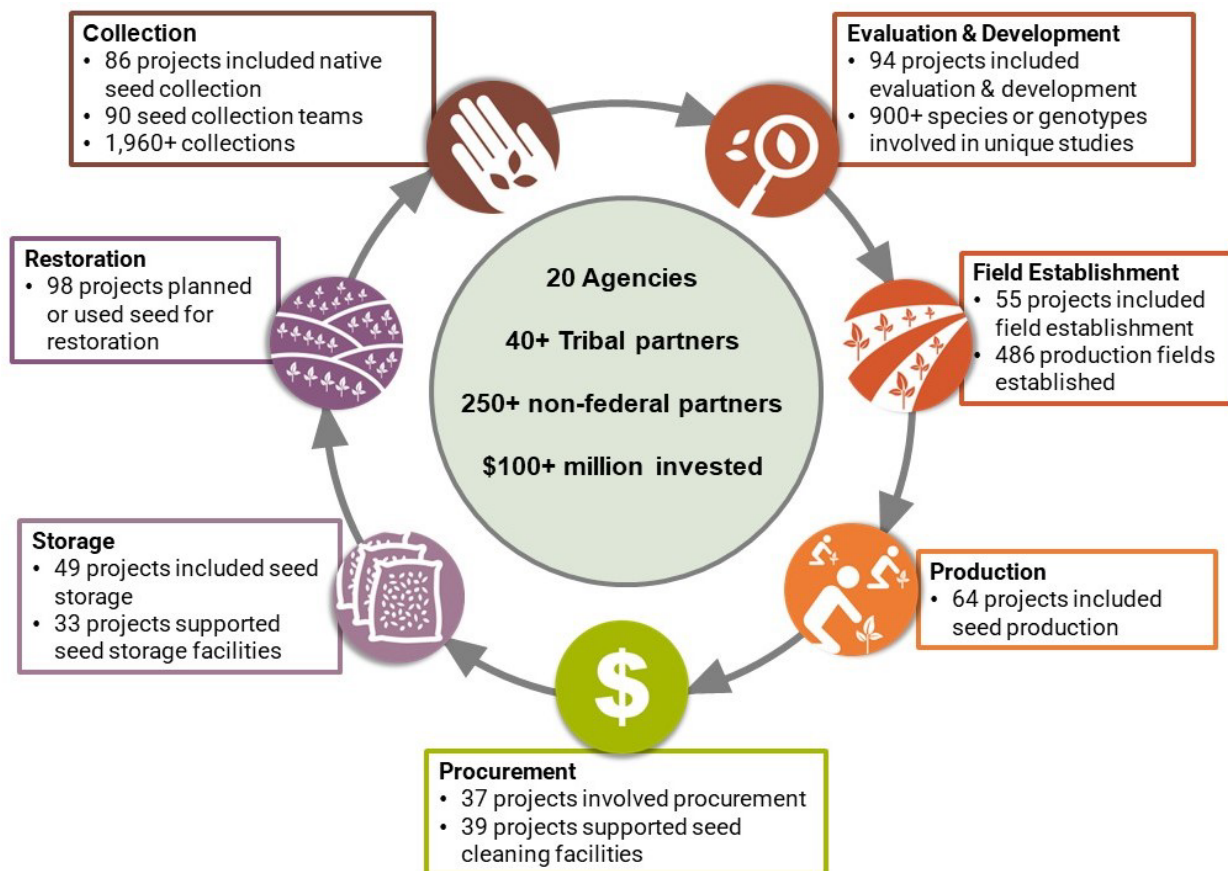 Collection
• 86 projects included native
seed collection
• 90 seed collection teams
• 1,960+ collections
Evaluation & Development
• 94 projects included
evaluation & development
• 900+ species or genotypes
involved in unique studies
Restoration
• 98 projects planned
or used seed for
restoration
20 Agencies
40+ Tribal partners
250+ non-federal partners
$100+ million invested
Field Establishment
• 55 projects included
field establishment
• 486 production fields
established
Storage
• 49 projects included seed
storage
• 33 projects supported
seed storage facilities
Production
• 64 projects included
seed production
$
Procurement
• 37 projects involved procurement
• 39 projects supported seed
cleaning facilities